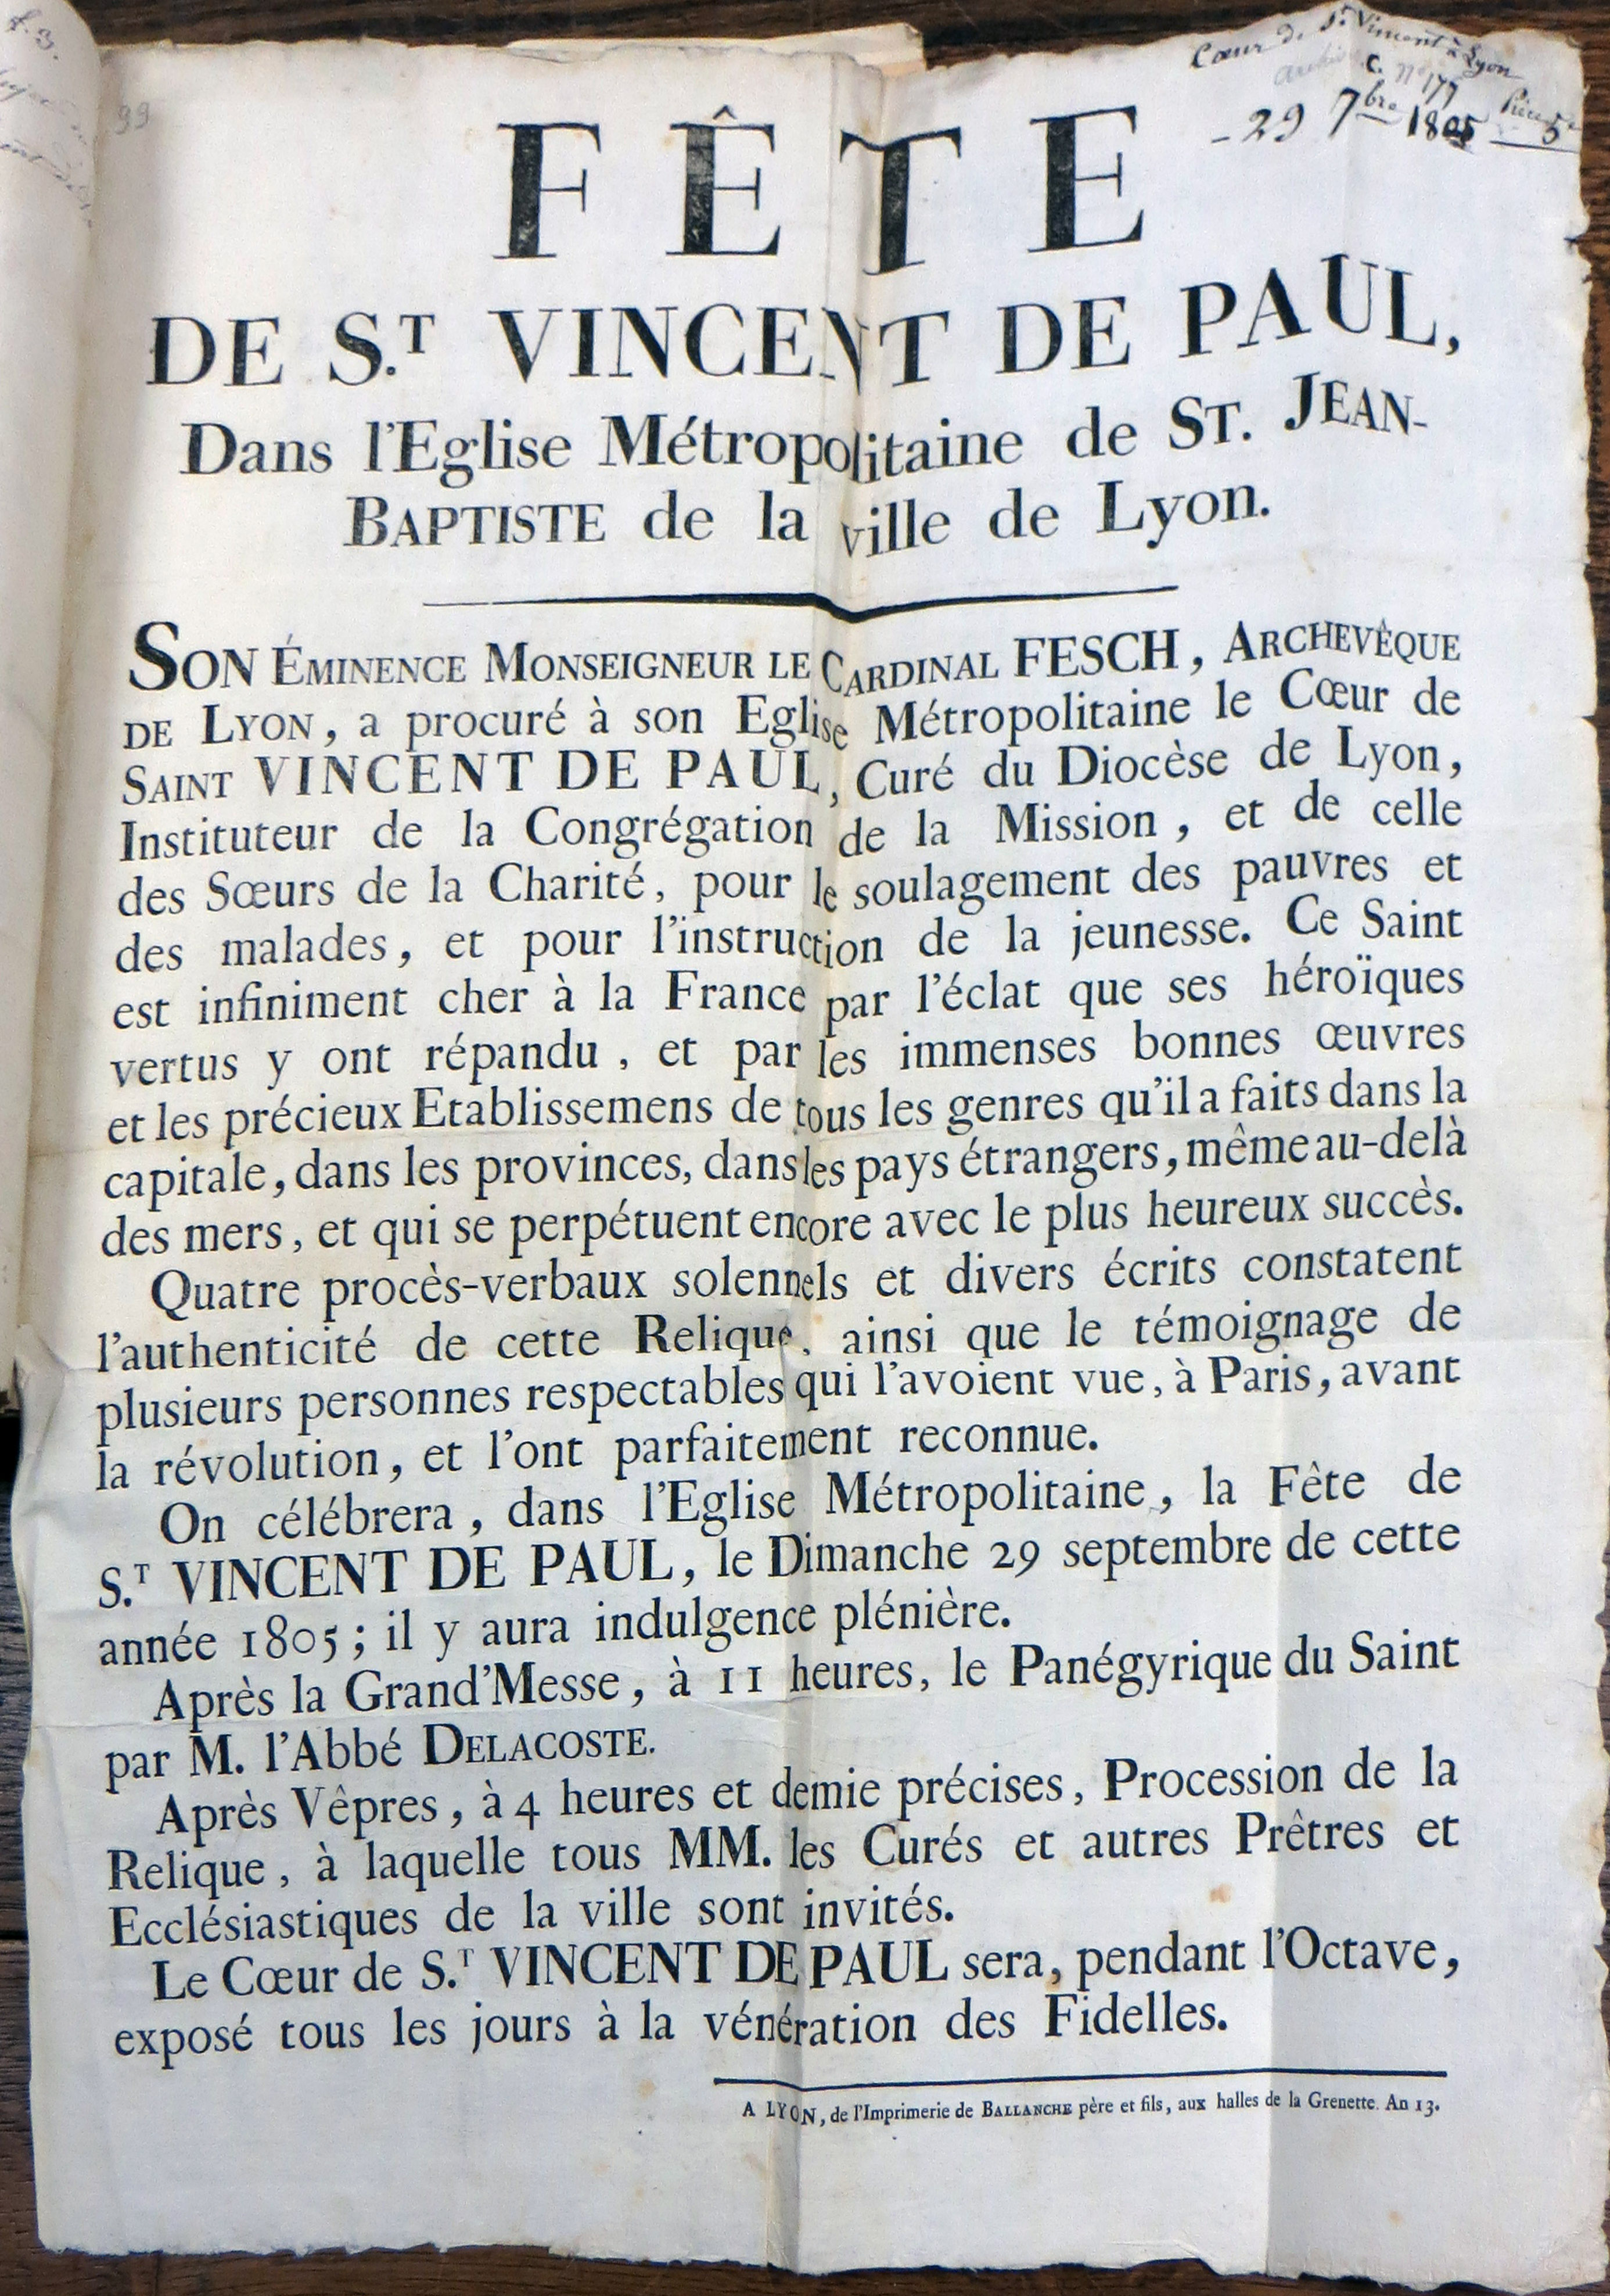 Cœur de St. Vincent à Lyon
C. n° 177
99
- 29 7bre 1805 Pièce 5
FÊTE
DE S.T VINCENT DE PAUL,
Dans l'Eglise Métropolitaine de ST. JEAN-
BAPTISTE de la ville de Lyon.
SON ÉMINENCE MONSEIGNEUR LE CARDINAL FESCH, ARCHEVÊQUE
DE LYON, a procuré à son Eglise Métropolitaine le Cœur de
SAINT VINCENT DE PAUL, Curé du Diocèse de Lyon,
Instituteur de la Congrégation de la Mission, et de celle
des Sœurs de la Charité, pour le soulagement des pauvres et
des malades, et pour l'instruction de la jeunesse. Ce Saint
est infiniment cher à la France par l'éclat que ses héroïques
vertus y ont répandu, et par les immenses bonnes œuvres
et les précieux Etablissemens de tous les genres qu'il a faits dans la
capitale, dans les provinces, dans les pays étrangers, même au-delà
des mers, et qui se perpétuent encore avec le plus heureux succès.
Quatre procès-verbaux solennels et divers écrits constatent
l'authenticité de cette Relique, ainsi que le témoignage de
plusieurs personnes respectables qui l'avoient vue, à Paris, avant
la révolution, et l'ont parfaitement reconnue.
On célébrera, dans l'Eglise Métropolitaine, la Fête de
S.T VINCENT DE PAUL, le Dimanche 29 septembre de cette
année 1805; il y aura indulgence plénière.
Après la Grand'Messe, à 11 heures, le Panégyrique du Saint
par M. l'Abbé DELACOSTE.
Après Vêpres, à 4 heures et demie précises, Procession de la
Relique, à laquelle tous MM. les Curés et autres Prêtres et
Ecclésiastiques de la ville sont invités.
Le Cœur de S.T VINCENT DE PAUL sera, pendant l'Octave,
exposé tous les jours à la vénération des Fidelles.
A LYON, de l'Imprimerie de BALLANCHE père et fils, aux halles de la Grenette. An 13.